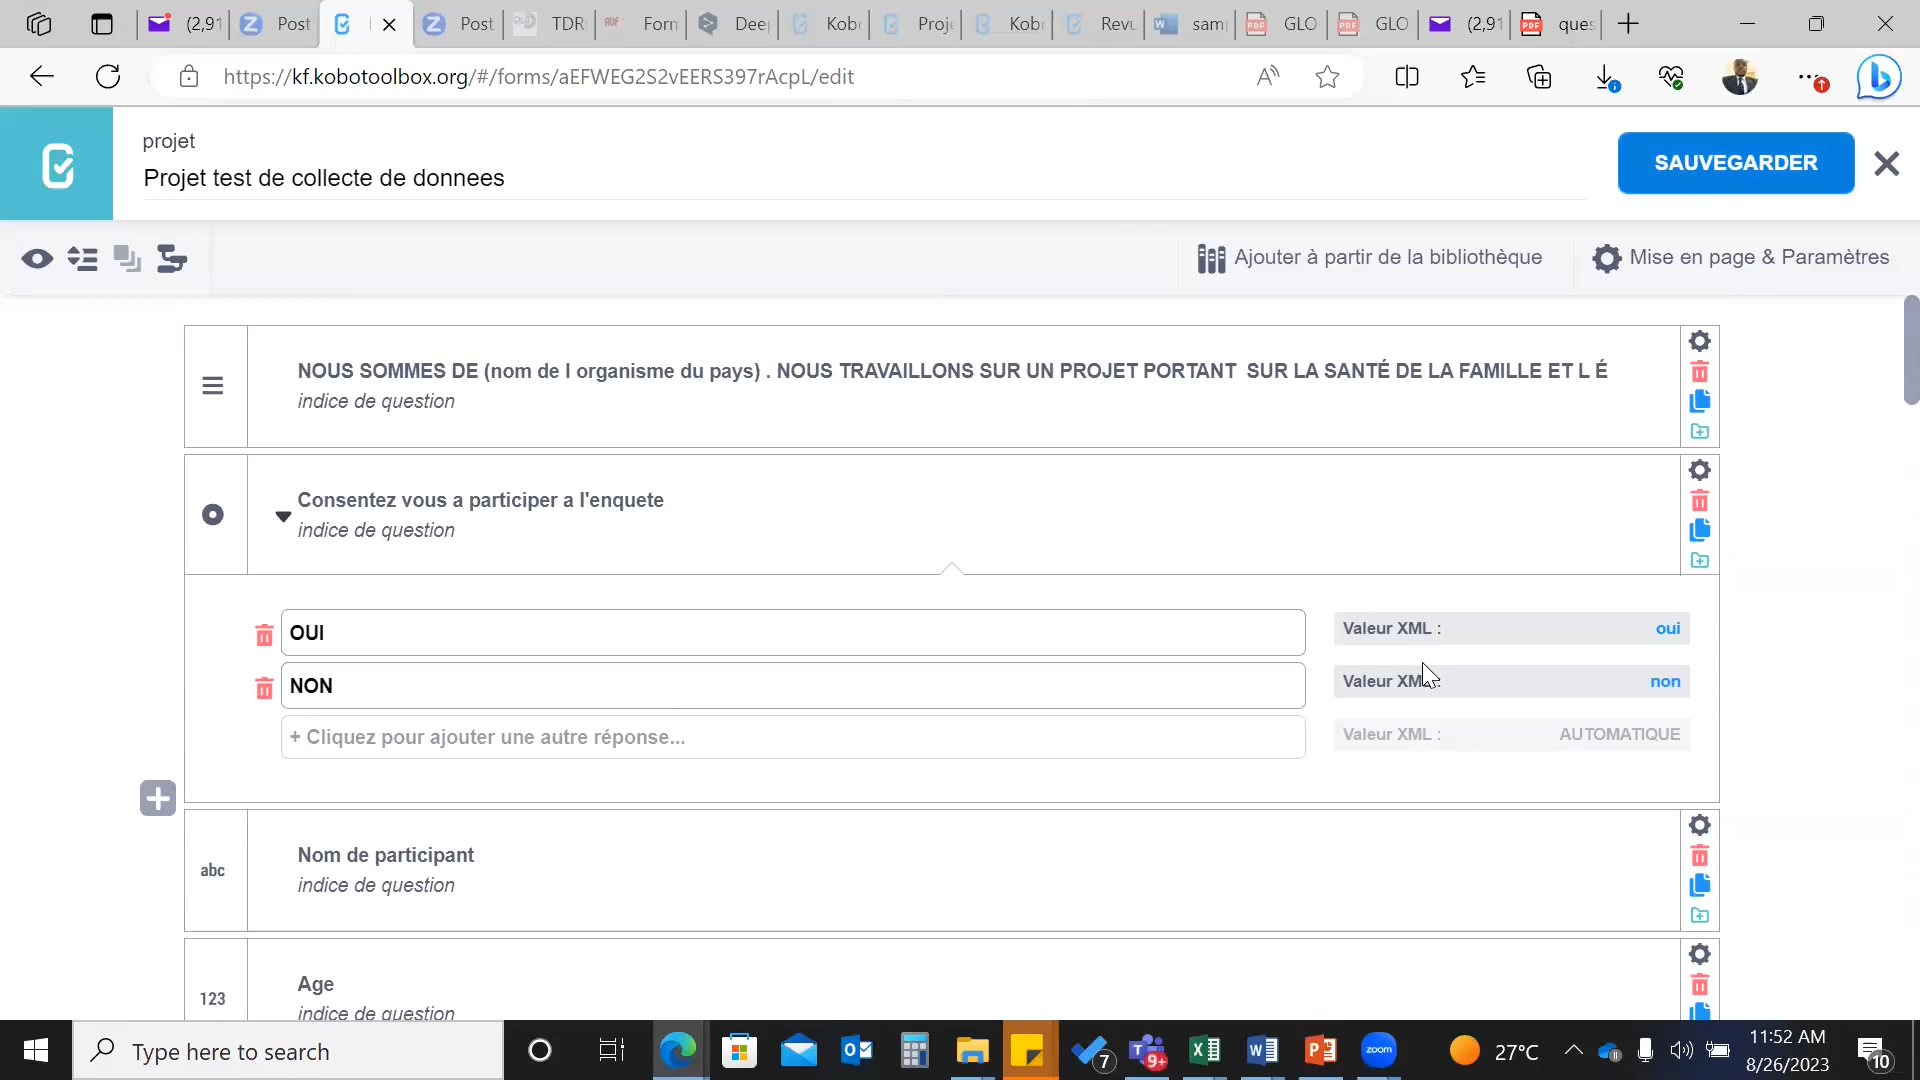 (2,91
Post
Post
TDR
Form
Deep
Kob
Proj
Kob
Revu
sam
GLO
GLO
(2,91
ques
https://kf.kobotoolbox.org/#/forms/aEFWEG2S2vEERS397rAcpL/edit
projet
Projet test de collecte de donnees
SAUVEGARDER
Ajouter à partir de la bibliothèque
Mise en page & Paramètres
NOUS SOMMES DE (nom de l organisme du pays) . NOUS TRAVAILLONS SUR UN PROJET PORTANT SUR LA SANTÉ DE LA FAMILLE ET L É
indice de question
Consentez vous a participer a l'enquete
indice de question
OUI
Valeur XML : oui
NON
Valeur XML : non
+ Cliquez pour ajouter une autre réponse...
Valeur XML : AUTOMATIQUE
abc
Nom de participant
indice de question
123
Age
indice de question
Type here to search
7
9+
zoom
27°C
11:52 AM
8/26/2023
10